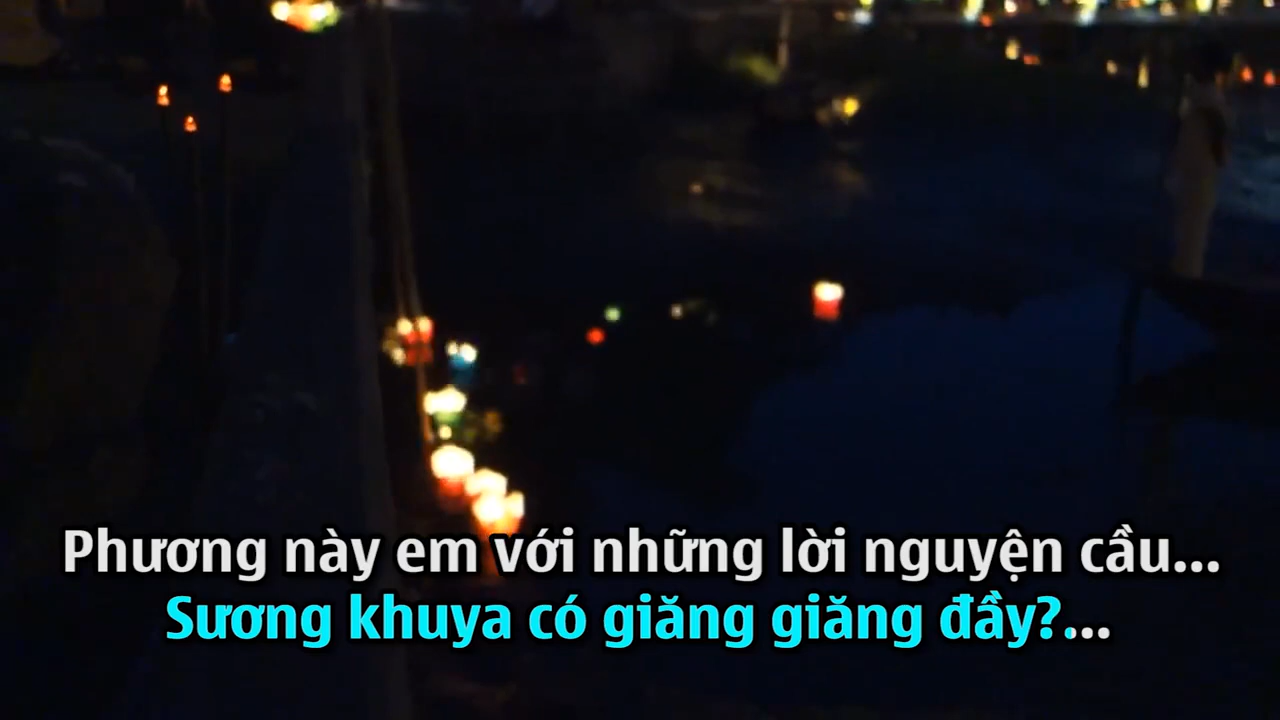 Phương này em với những lời nguyện cầu...
Sương khuya có giăng giăng đầy?....